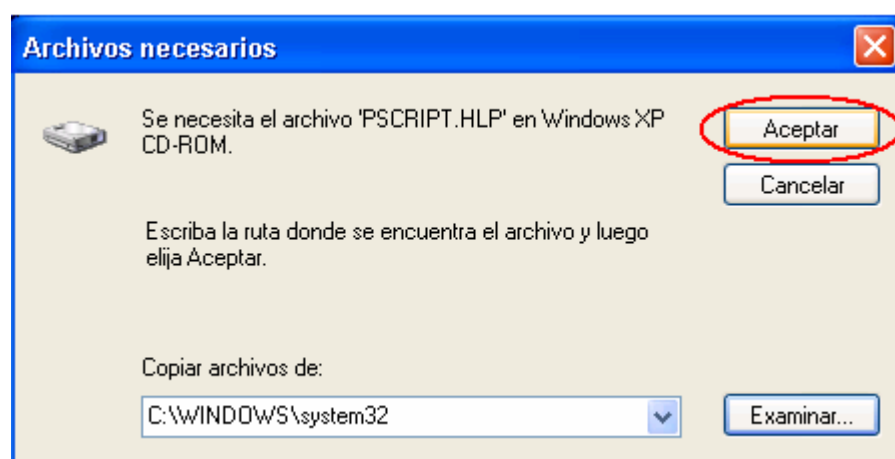 Archivos necesarios
Se necesita el archivo 'PSCRIPT.HLP' en Windows XP
CD-ROM.
Aceptar
Cancelar
Escriba la ruta donde se encuentra el archivo y luego
elija Aceptar.
Copiar archivos de:
C:\WINDOWS\system32
Examinar...